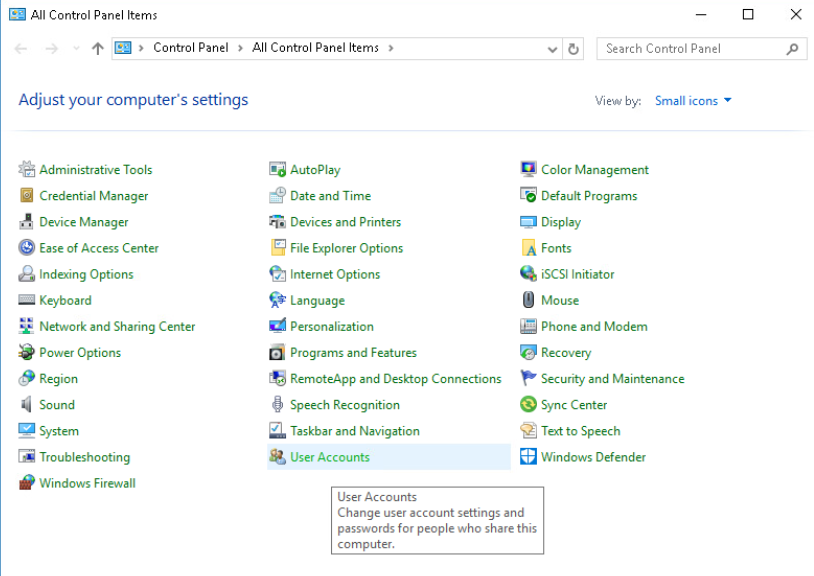 All Control Panel Items
Control Panel > All Control Panel Items >
Search Control Panel
Adjust your computer's settings
View by: Small icons
Administrative Tools AutoPlay Color Management
Credential Manager Date and Time Default Programs
Device Manager Devices and Printers Display
Ease of Access Center File Explorer Options Fonts
Indexing Options Internet Options iSCSI Initiator
Keyboard Language Mouse
Network and Sharing Center Personalization Phone and Modem
Power Options Programs and Features Recovery
Region RemoteApp and Desktop Connections Security and Maintenance
Sound Speech Recognition Sync Center
System Taskbar and Navigation Text to Speech
Troubleshooting User Accounts Windows Defender
Windows Firewall
User Accounts
Change user account settings and
passwords for people who share this
computer.